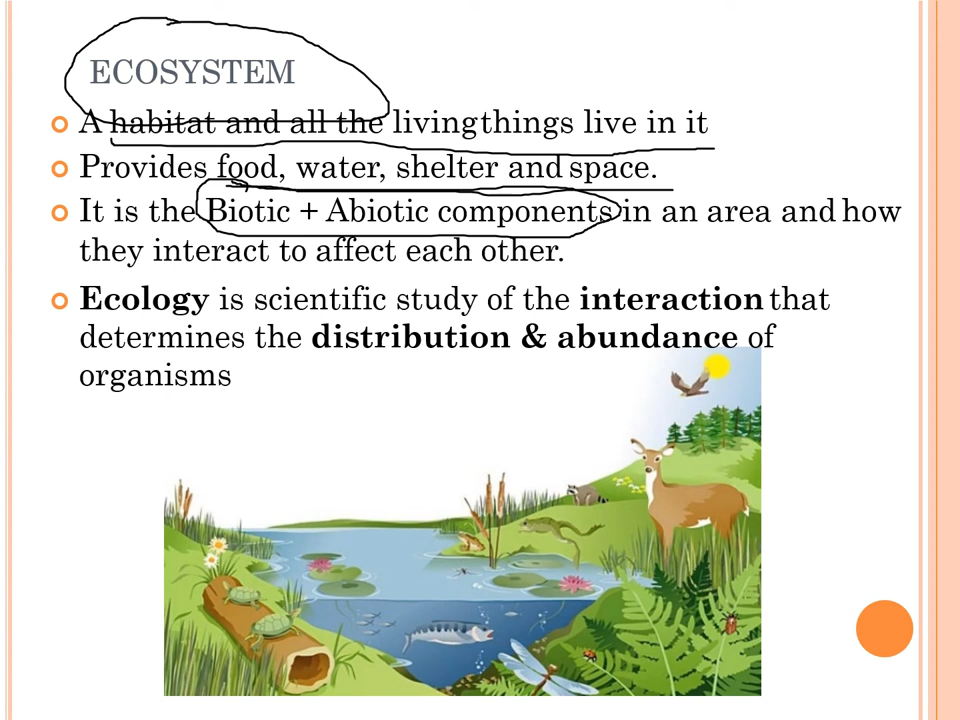 ECOSYSTEM
A habitat and all the living things live in it
Provides food, water, shelter and space.
It is the Biotic + Abiotic components in an area and how
they interact to affect each other.
Ecology is scientific study of the interaction that
determines the distribution & abundance of
organisms